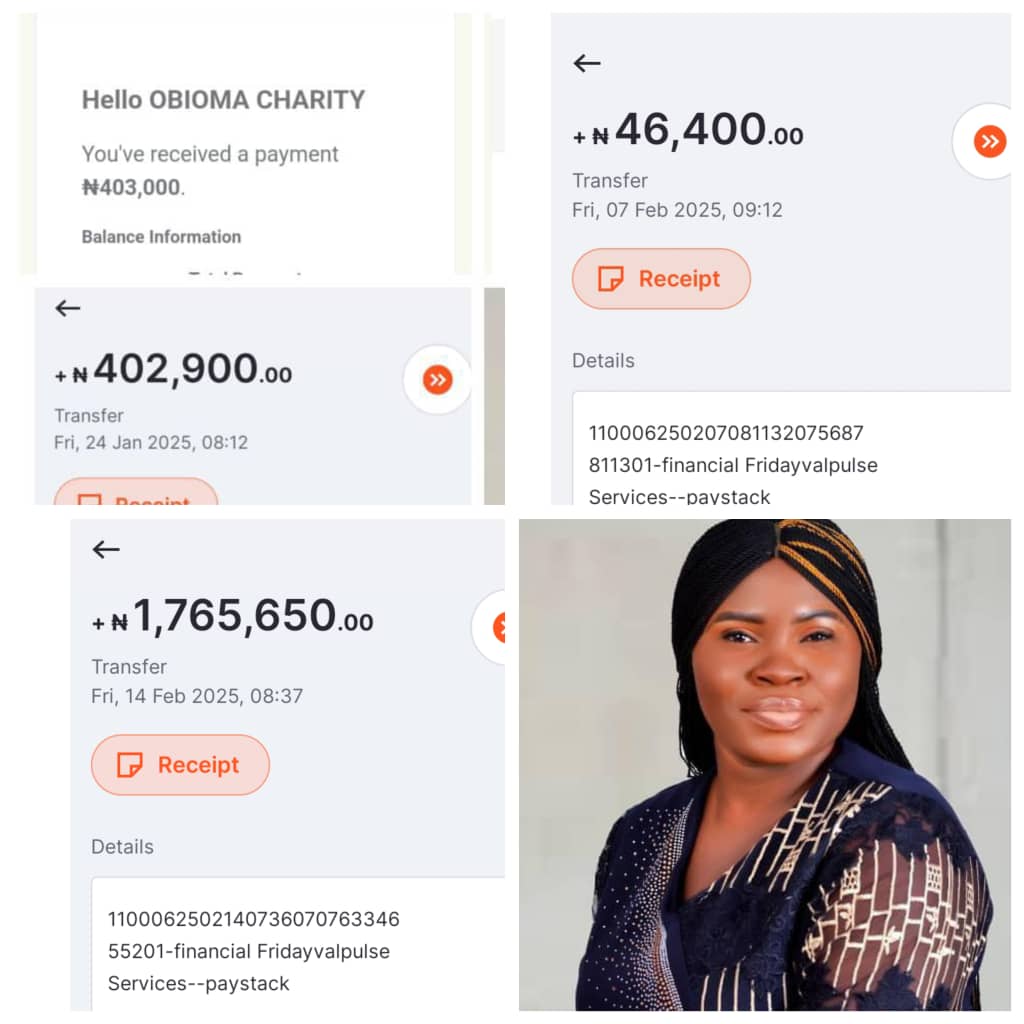 Hello OBIOMA CHARITY
You've received a payment
₦403,000.
Balance Information
+ ₦402,900.00
Transfer
Fri, 24 Jan 2025, 08:12
Receipt
+ ₦46,400.00
Transfer
Fri, 07 Feb 2025, 09:12
Receipt
Details
110006250207081132075687
811301-financial Fridayvalpulse
Services--paystack
+ ₦1,765,650.00
Transfer
Fri, 14 Feb 2025, 08:37
Receipt
Details
1100062502140736070763346
55201-financial Fridayvalpulse
Services--paystack